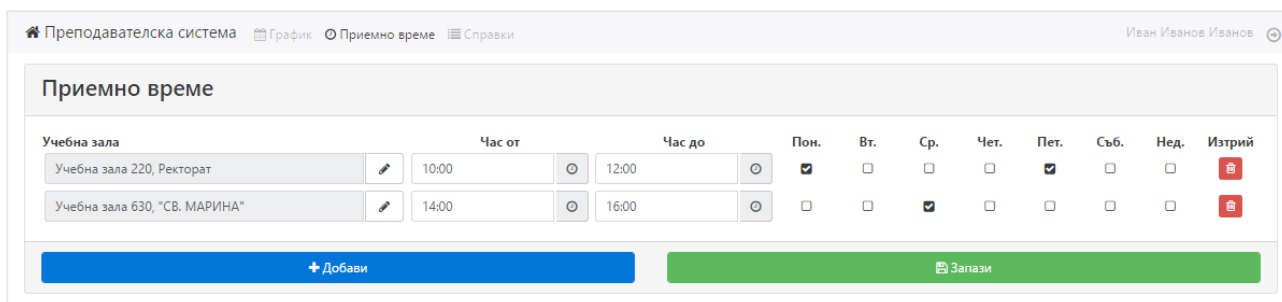 Преподавателска система График Приемно време Справки Иван Иванов Иванов
Приемно време
Учебна зала Час от Час до Пон. Вт. Ср. Чет. Пет. Съб. Нед. Изтрий
Учебна зала 220, Ректорат 10:00 12:00
Учебна зала 630, "СВ. МАРИНА" 14:00 16:00
Добави Запази